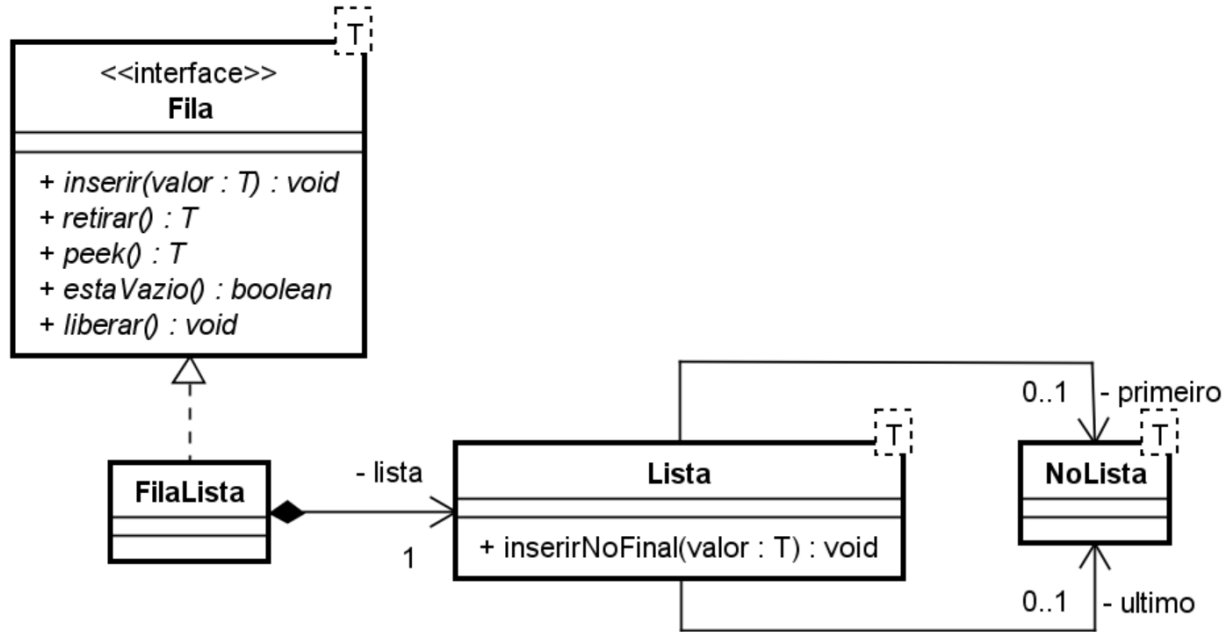 T
<<interface>>
Fila
+ inserir(valor : T) : void
+ retirar() : T
+ peek() : T
+ estaVazio() : boolean
+ liberar() : void
FilaLista
- lista
1
T
Lista
+ inserirNoFinal(valor : T) : void
0..1
- primeiro
T
NoLista
0..1
- ultimo